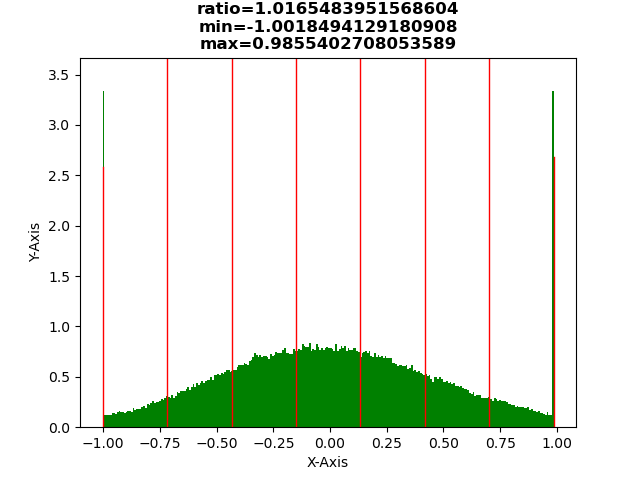 ratio=1.0165483951568604
min=-1.0018494129180908
max=0.9855402708053589
3.5
3.0
2.5
2.0
1.5
1.0
0.5
0.0
Y-Axis
−1.00 −0.75 −0.50 −0.25 0.00 0.25 0.50 0.75 1.00
X-Axis